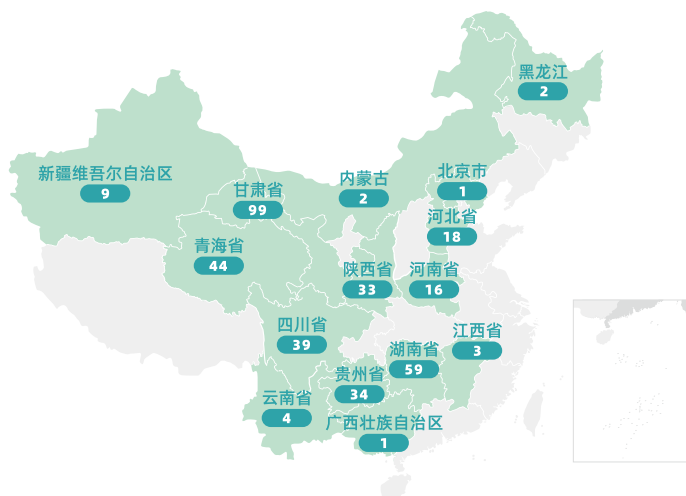 黑龙江
2
新疆维吾尔自治区
9
甘肃省
99
内蒙古
2
北京市
1
河北省
18
青海省
44
陕西省
33
河南省
16
四川省
39
湖南省
59
江西省
3
贵州省
34
云南省
4
广西壮族自治区
1